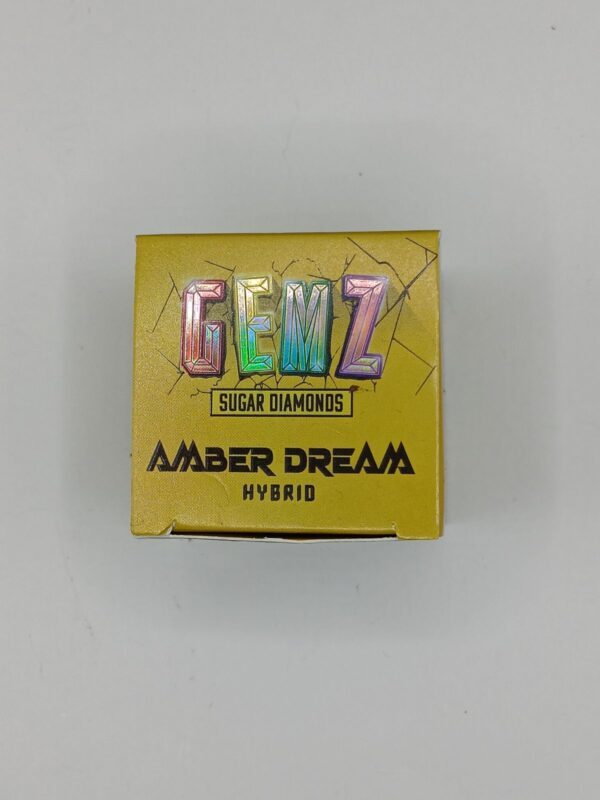 GEMZ
SUGAR DIAMONDS
AMBER DREAM
HYBRID